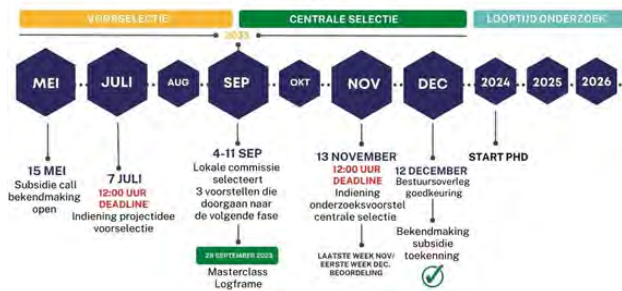 VOORSELECTIE
CENTRALE SELECTIE
LOOPTIJD ONDERZOEK
2023
MEI
JULI
AUG
SEP
OKT
NOV
DEC
2024
2025
2026
15 MEI
Subsidie call
bekendmaking
open
7 JULI
12:00 UUR
DEADLINE
Indiening projectidee
voorselectie
4-11 SEP
Lokale commissie
selecteert
3 voorstellen die
doorgaan naar
de volgende fase
29 SEPTEMBER 2023
Masterclass
Logframe
13 NOVEMBER
12:00 UUR
DEADLINE
Indiening
onderzoeksvoorstel
centrale selectie
LAATSTE WEEK NOV/
EERSTE WEEK DEC.
BEOORDELING
12 DECEMBER
Bestuursoverleg
goedkeuring
Bekendmaking
subsidie
toekenning
START PHD